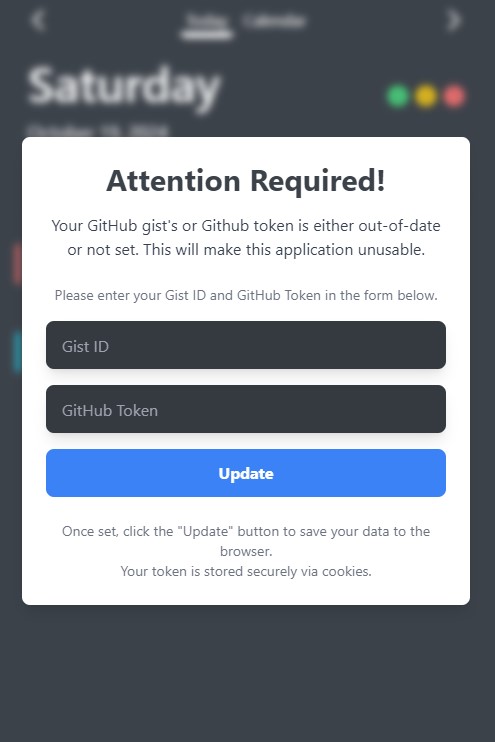 Today Calendar
Saturday
October 19, 2024
Attention Required!
Your GitHub gist's or Github token is either out-of-date
or not set. This will make this application unusable.
Please enter your Gist ID and GitHub Token in the form below.
Gist ID
GitHub Token
Update
Once set, click the "Update" button to save your data to the
browser.
Your token is stored securely via cookies.